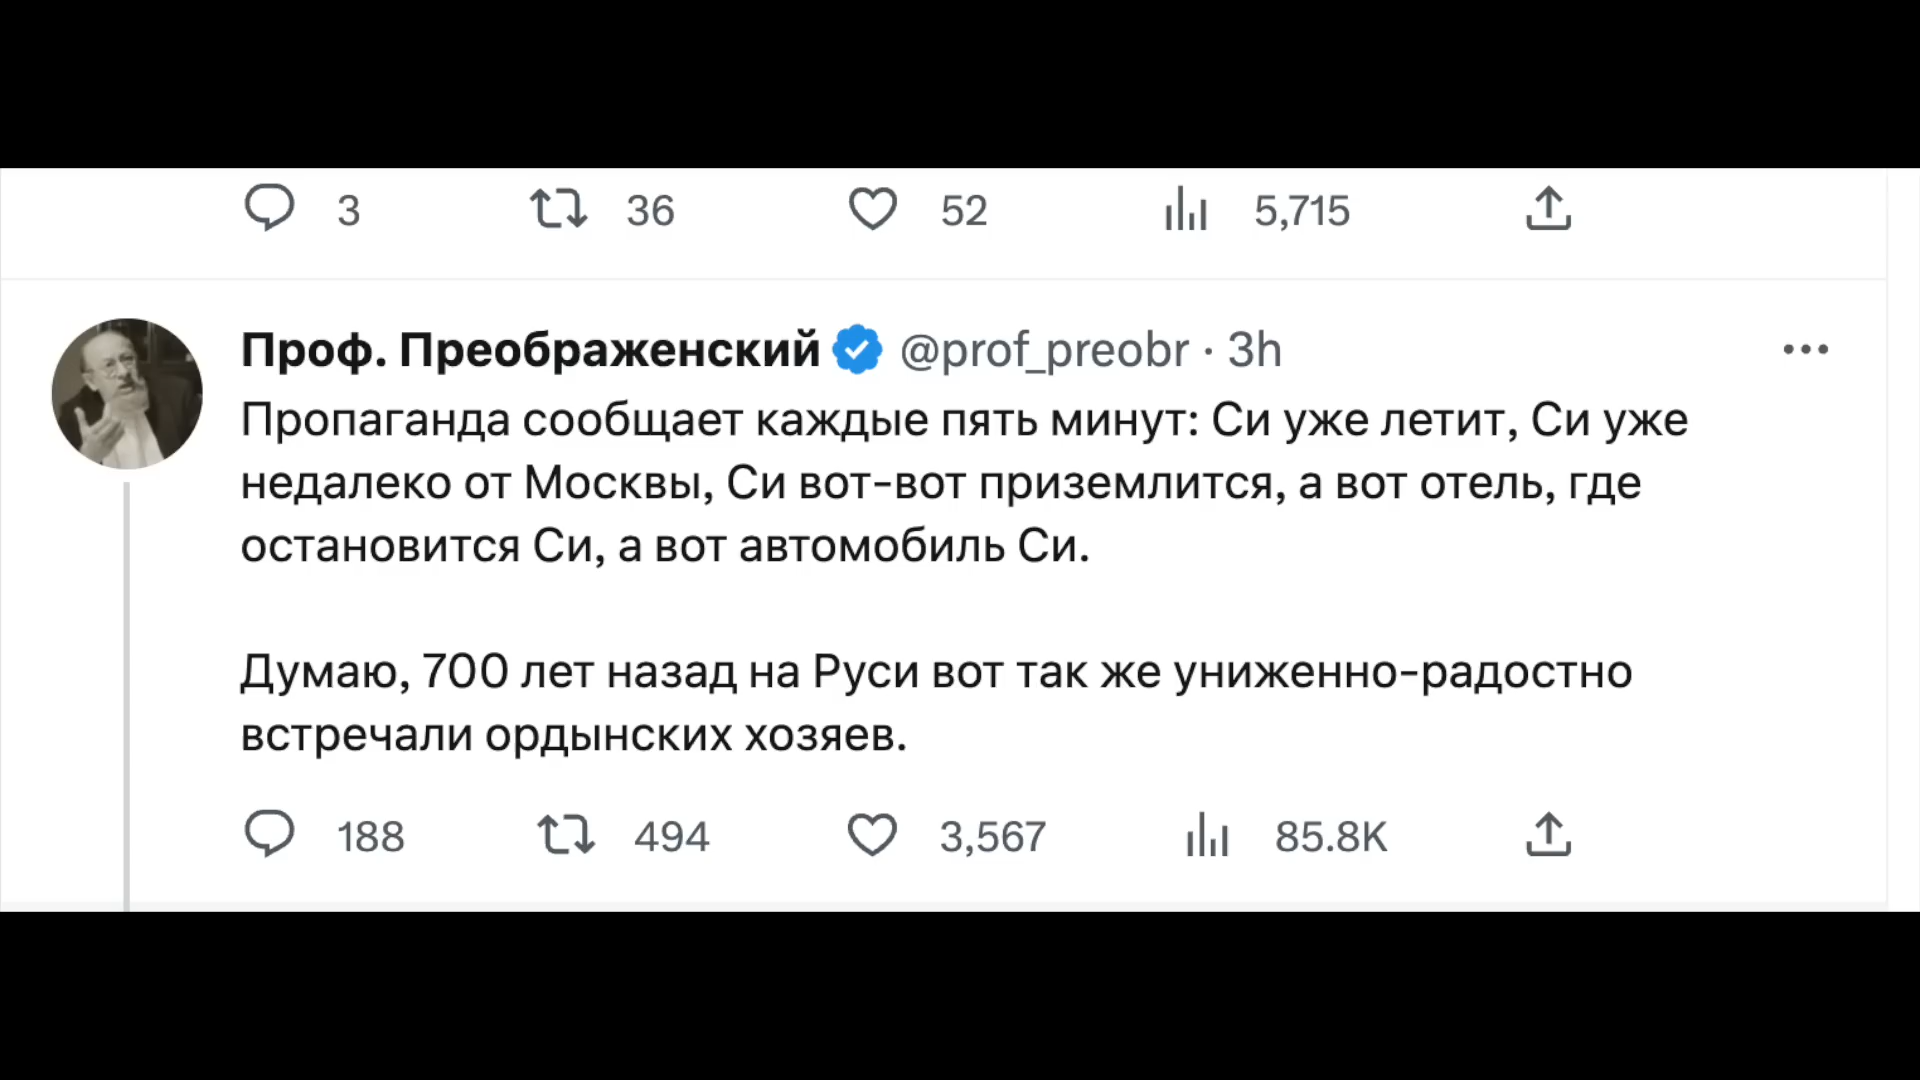 3 36 52 5,715
Проф. Преображенский @prof_preobr · 3h
Пропаганда сообщает каждые пять минут: Си уже летит, Си уже
недалеко от Москвы, Си вот-вот приземлится, а вот отель, где
остановится Си, а вот автомобиль Си.
Думаю, 700 лет назад на Руси вот так же униженно-радостно
встречали ордынских хозяев.
188 494 3,567 85.8K